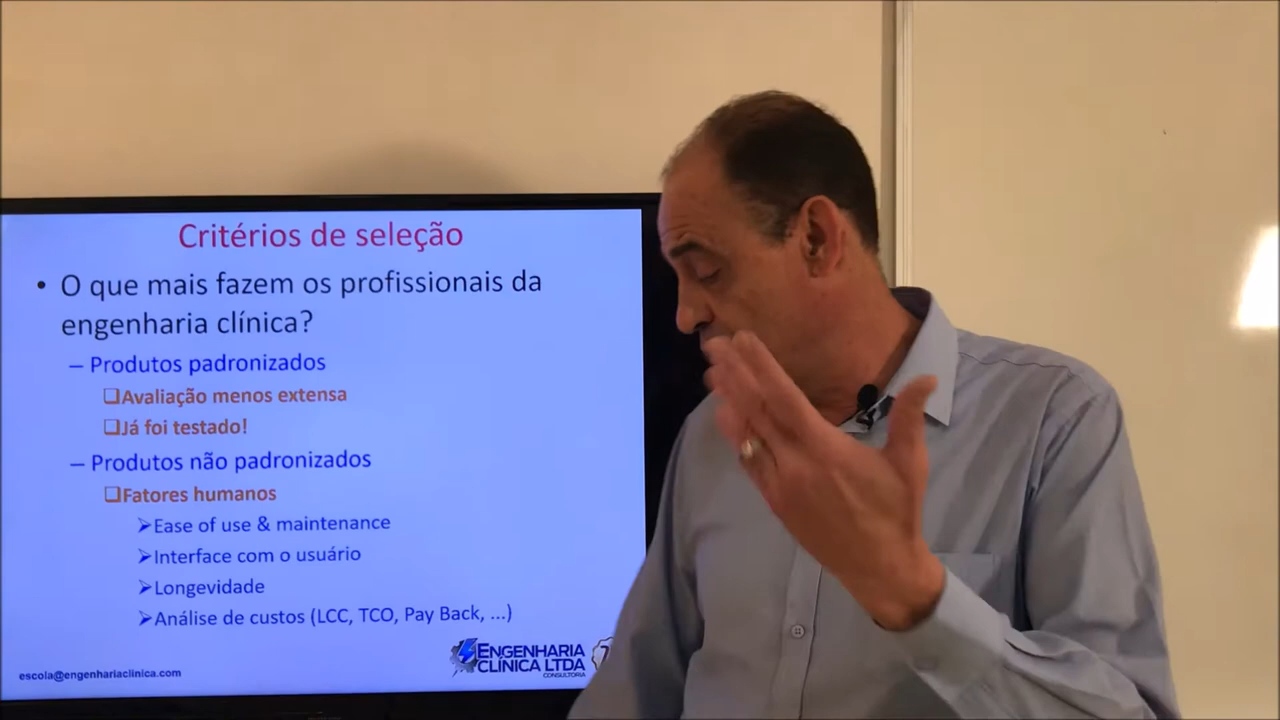 Critérios de seleção
• O que mais fazem os profissionais da
engenharia clínica?
– Produtos padronizados
❑Avaliação menos extensa
❑Já foi testado!
– Produtos não padronizados
❑Fatores humanos
➢Ease of use & maintenance
➢Interface com o usuário
➢Longevidade
➢Análise de custos (LCC, TCO, Pay Back, ...)
ENGENHARIA
CLÍNICA LTDA
CONSULTORIA
escola@engenhariaclinica.com